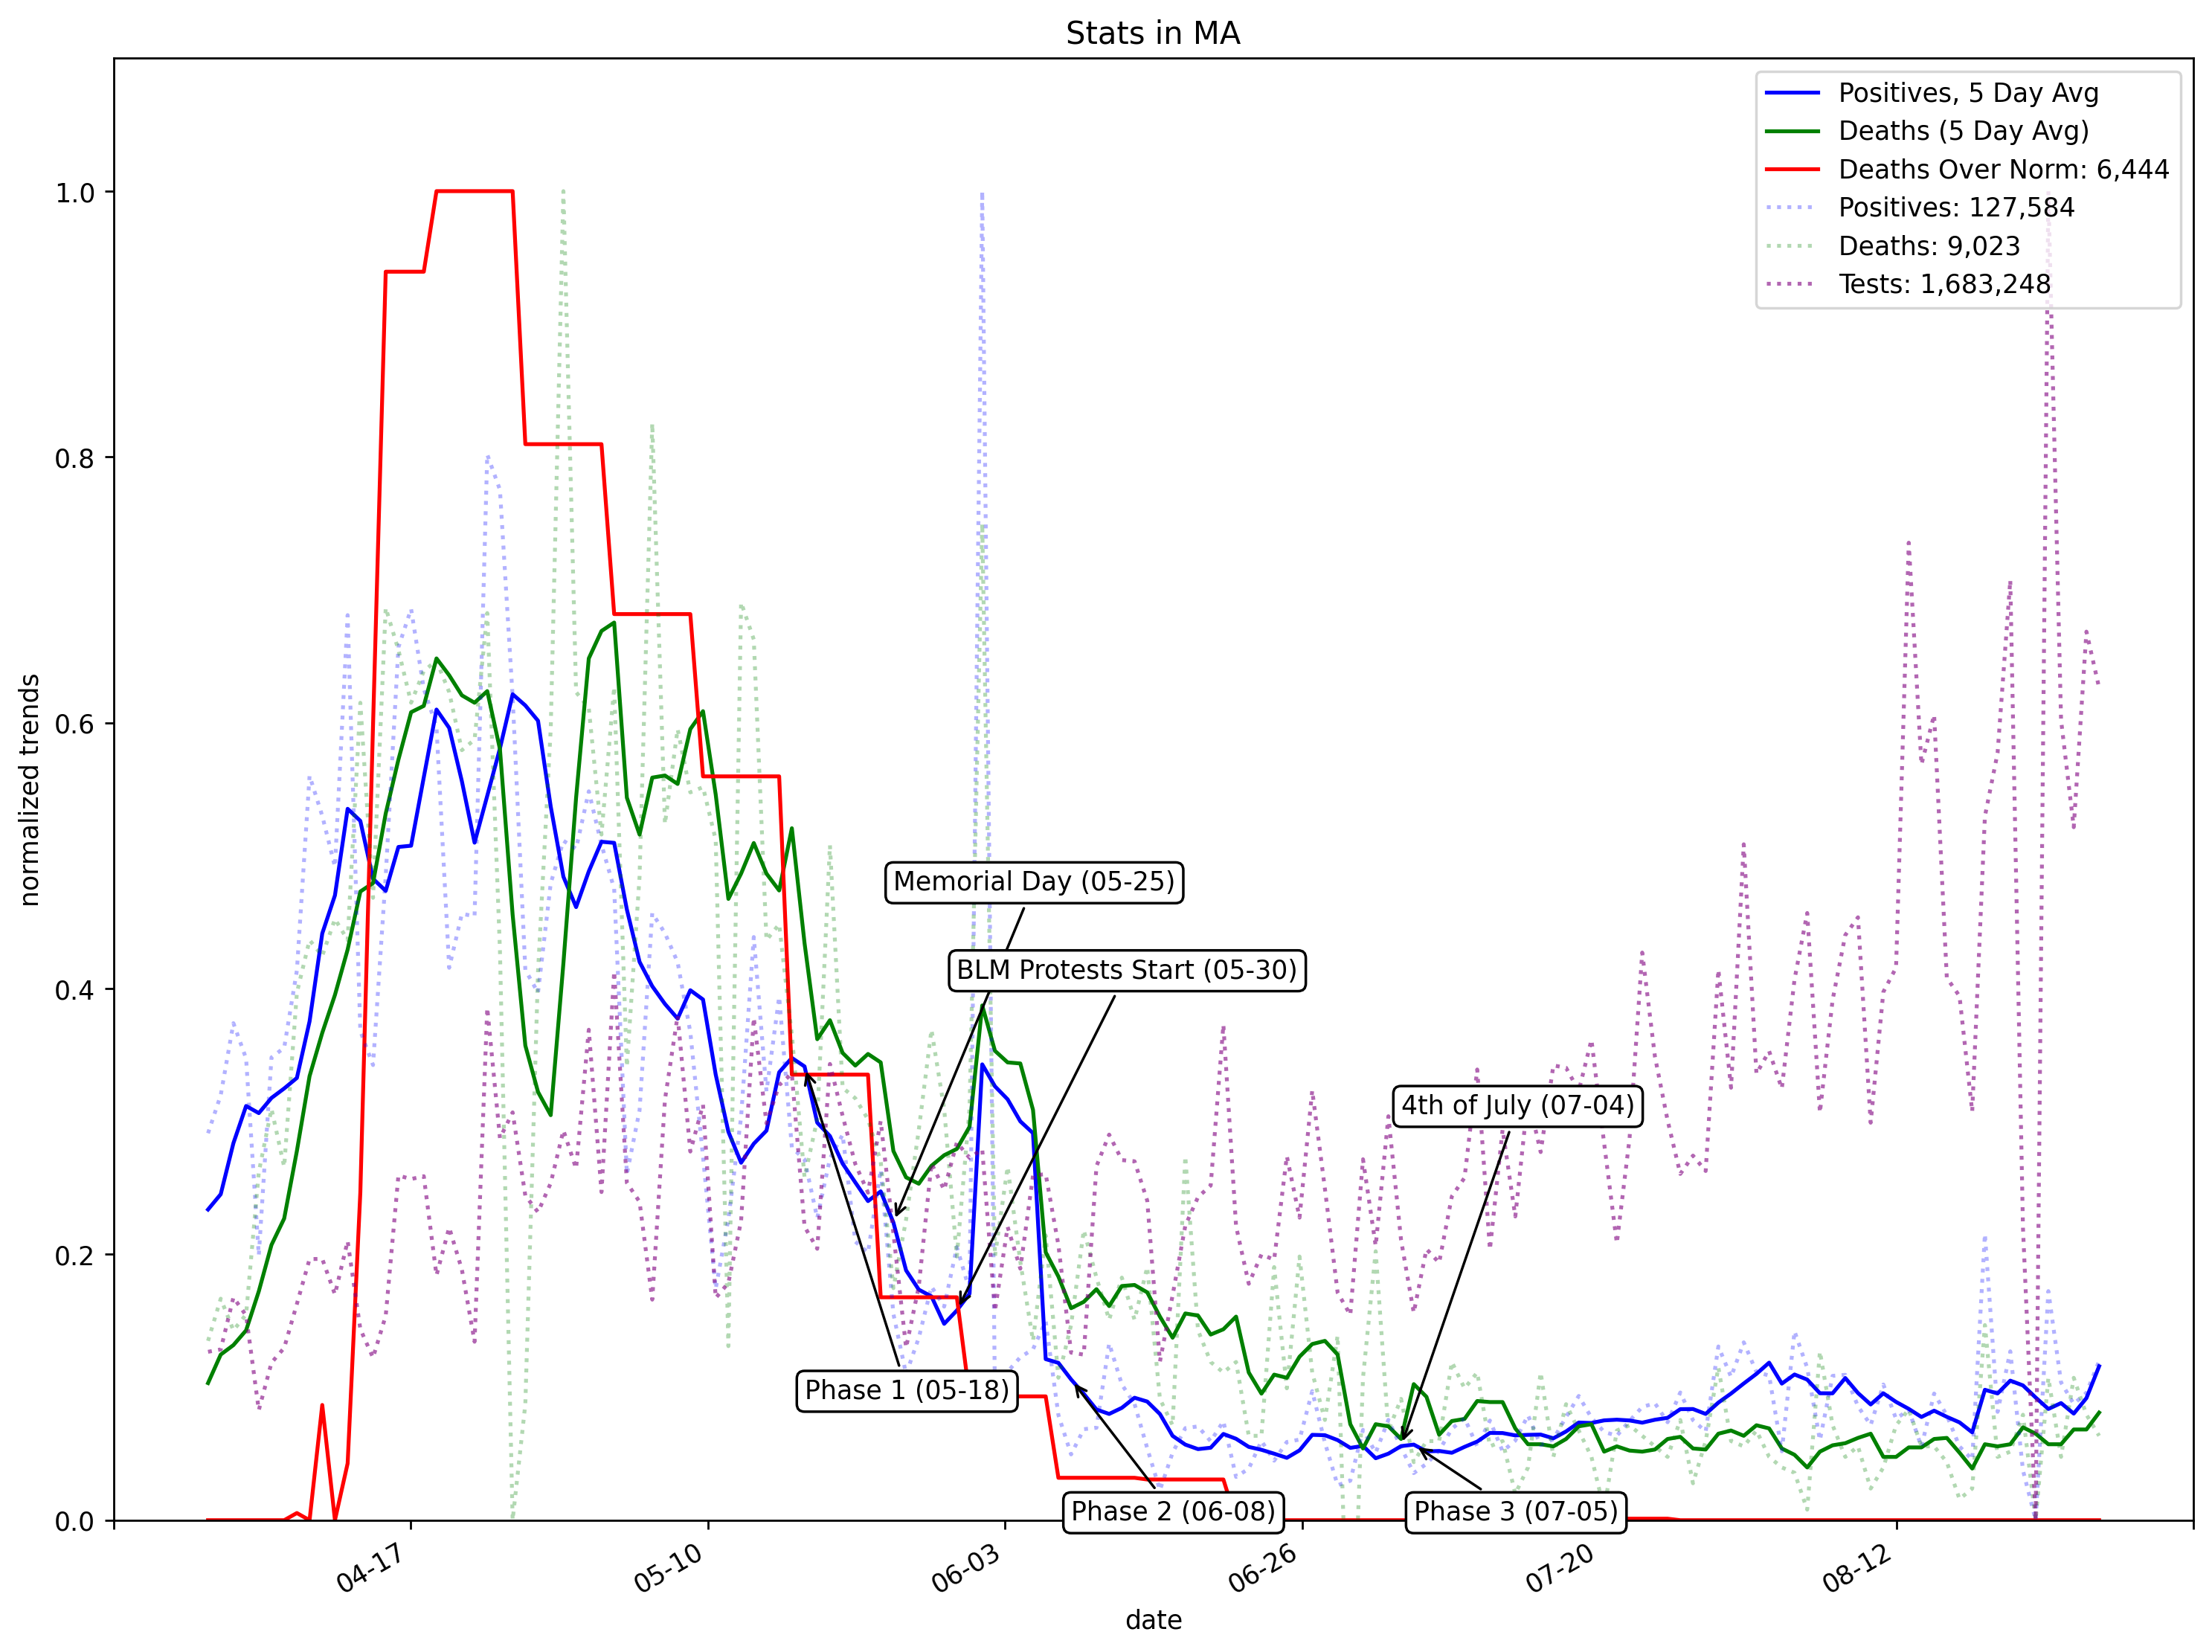 Stats in MA
Positives, 5 Day Avg
Deaths (5 Day Avg)
Deaths Over Norm: 6,444
Positives: 127,584
Deaths: 9,023
Tests: 1,683,248
1.0
0.8
0.6
0.4
0.2
0.0
normalized trends
Memorial Day (05-25)
BLM Protests Start (05-30)
4th of July (07-04)
Phase 1 (05-18)
Phase 2 (06-08)
Phase 3 (07-05)
04-17
05-10
06-03
06-26
07-20
08-12
date